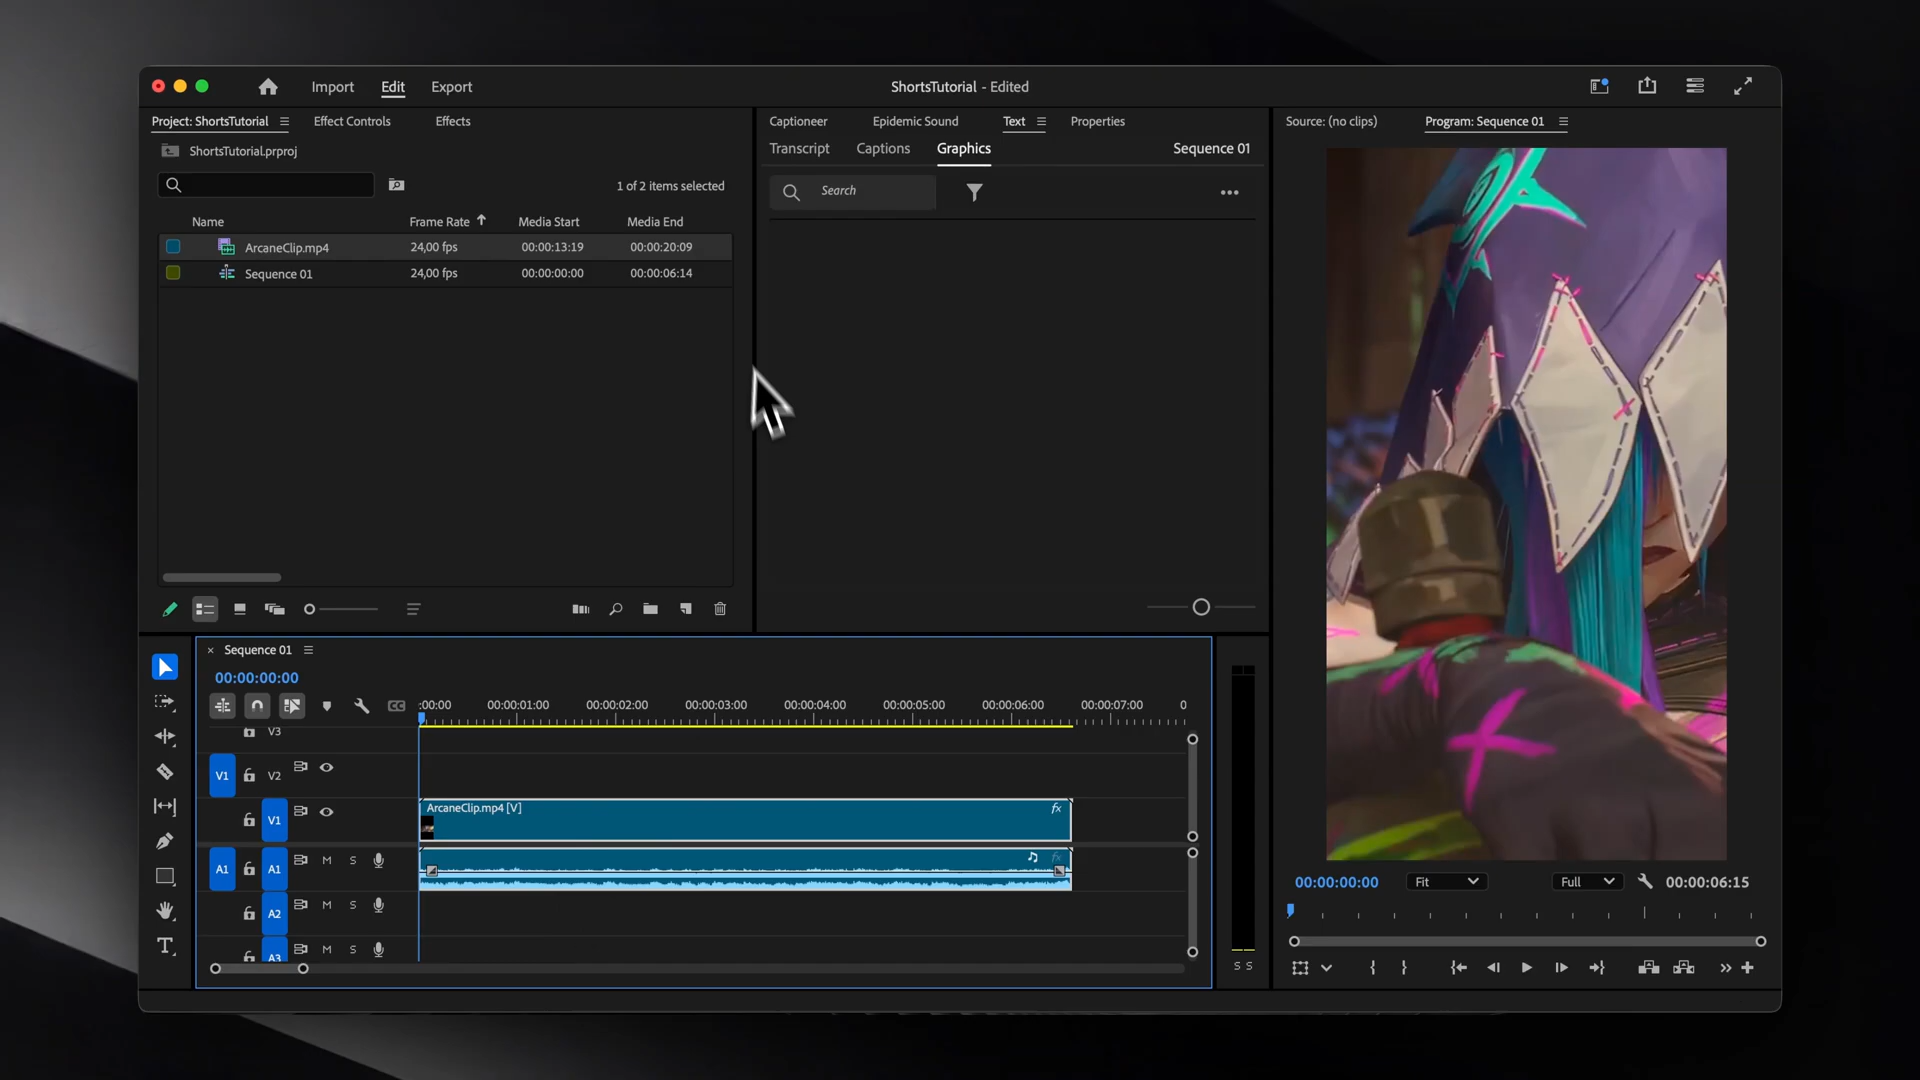 Import Edit Export ShortsTutorial - Edited
Project: ShortsTutorial Effect Controls Effects
ShortsTutorial.prproj
1 of 2 items selected
Name Frame Rate Media Start Media End
ArcaneClip.mp4 24,00 fps 00:00:13:19 00:00:20:09
Sequence 01 24,00 fps 00:00:00:00 00:00:06:14
Captioneer Epidemic Sound Text Properties
Transcript Captions Graphics Sequence 01
Search
Source: (no clips) Program: Sequence 01
× Sequence 01
00:00:00:00
:00:00 00:00:01:00 00:00:02:00 00:00:03:00 00:00:04:00 00:00:05:00 00:00:06:00 00:00:07:00 0
V3
V1 V2
V1 ArcaneClip.mp4 [V] fx
A1 A1 M S fx
A2 M S
A3 M S
S S
00:00:00:00 Fit Full 00:00:06:15
T
CC